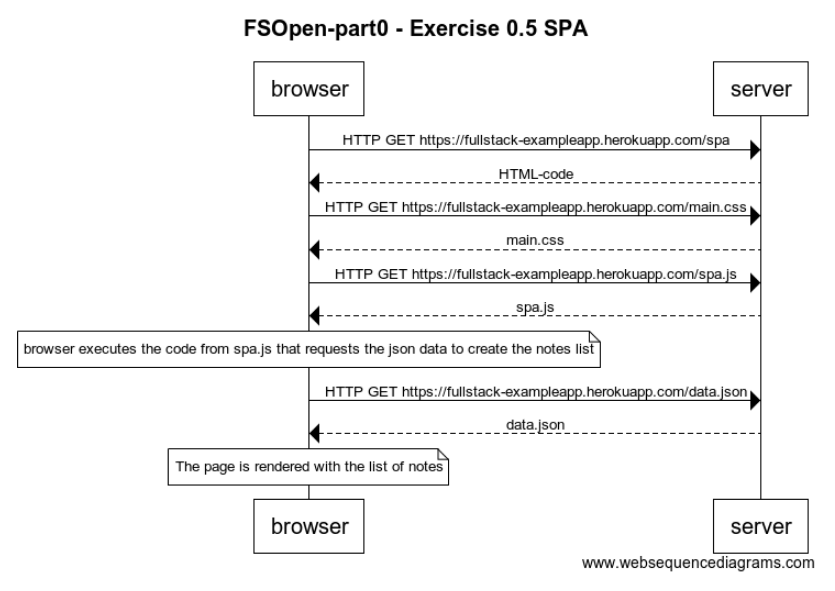 FSOpen-part0 - Exercise 0.5 SPA
browser
server
HTTP GET https://fullstack-exampleapp.herokuapp.com/spa
HTML-code
HTTP GET https://fullstack-exampleapp.herokuapp.com/main.css
main.css
HTTP GET https://fullstack-exampleapp.herokuapp.com/spa.js
spa.js
browser executes the code from spa.js that requests the json data to create the notes list
HTTP GET https://fullstack-exampleapp.herokuapp.com/data.json
data.json
The page is rendered with the list of notes
browser
server
www.websequencediagrams.com